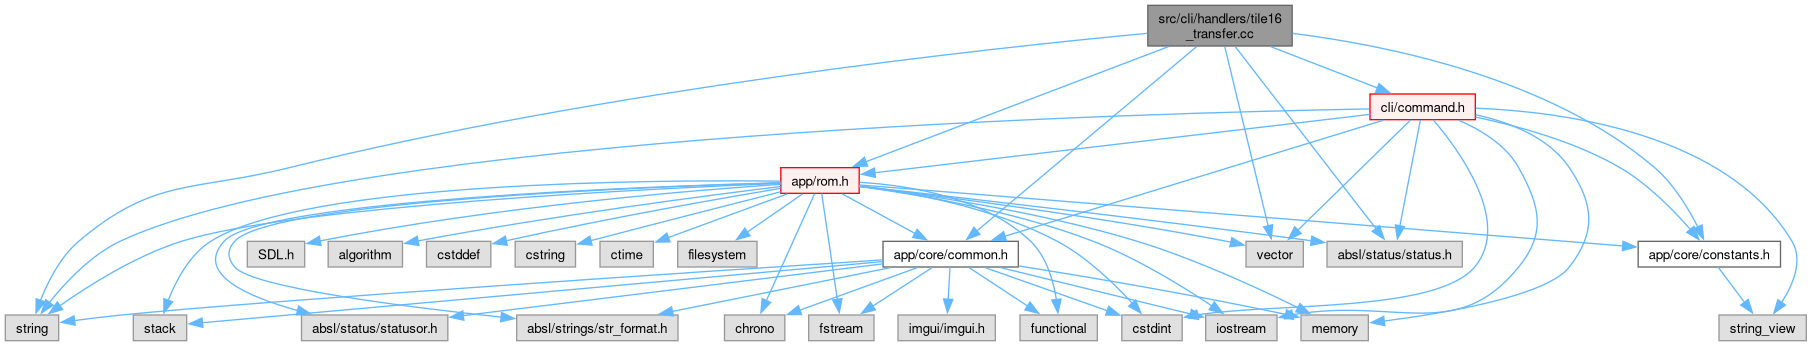 src/cli/handlers/tile16
_transfer.cc
cli/command.h
app/rom.h
SDL.h
algorithm
cstddef
cstring
ctime
filesystem
app/core/common.h
vector
absl/status/status.h
app/core/constants.h
string
stack
absl/status/statusor.h
absl/strings/str_format.h
chrono
fstream
imgui/imgui.h
functional
cstdint
iostream
memory
string_view